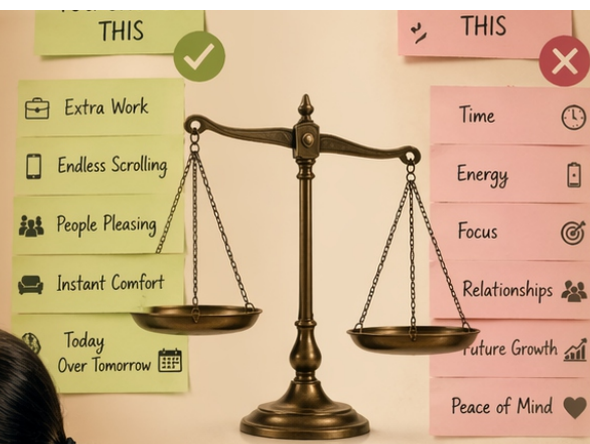 THIS
Extra Work
Endless Scrolling
People Pleasing
Instant Comfort
Today
Over Tomorrow
THIS
Time
Energy
Focus
Relationships
Future Growth
Peace of Mind